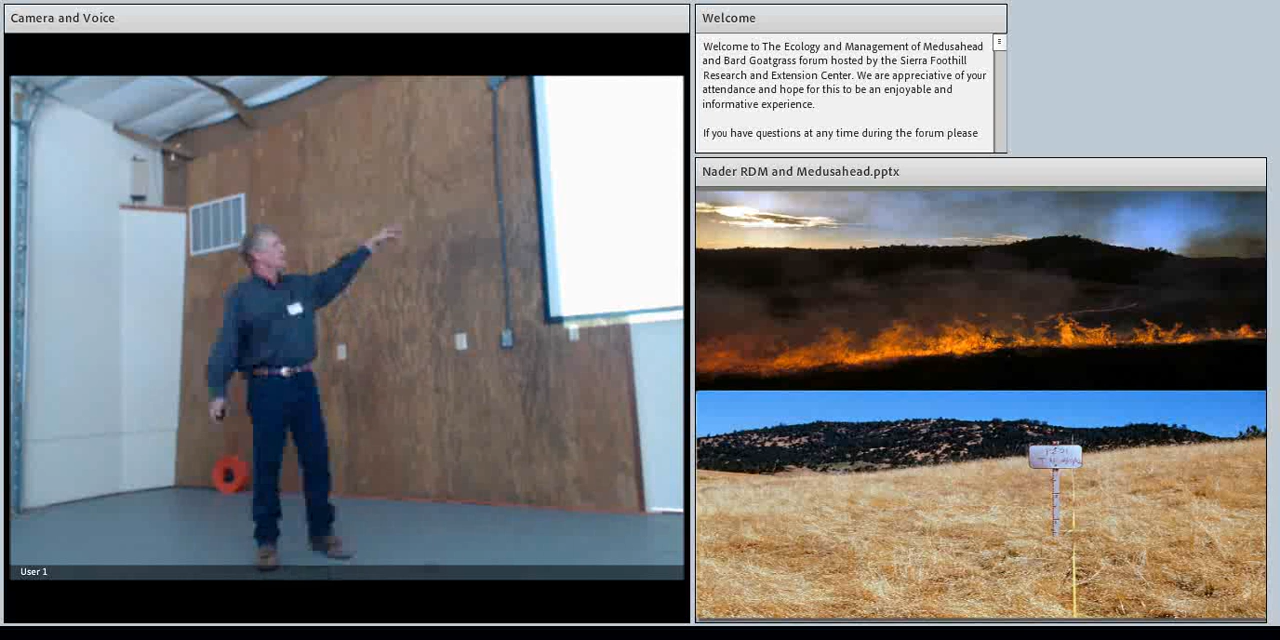 Camera and Voice
User 1
Welcome
Welcome to The Ecology and Management of Medusahead
and Bard Goatgrass forum hosted by the Sierra Foothill
Research and Extension Center. We are appreciative of your
attendance and hope for this to be an enjoyable and
informative experience.
If you have questions at any time during the forum please
Nader RDM and Medusahead.pptx